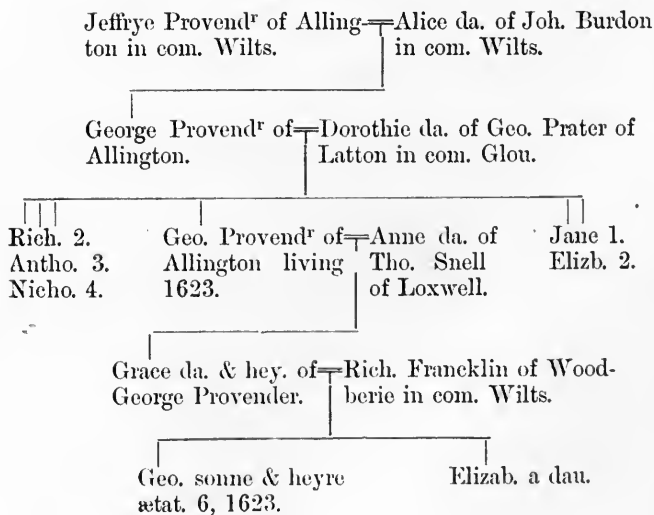 Jeffrye Provendʳ of Alling-
ton in com. Wilts.
Alice da. of Joh. Burdon
in com. Wilts.
George Provendʳ of
Allington.
Dorothie da. of Geo. Prater of
Latton in com. Glou.
Rich. 2.
Antho. 3.
Nicho. 4.
Geo. Provendʳ of
Allington living
1623.
Anne da. of
Tho. Snell
of Loxwell.
Jane 1.
Elizb. 2.
Grace da. & hey. of
George Provender.
Rich. Francklin of Wood-
berie in com. Wilts.
Geo. sonne & heyre
ætat. 6, 1623.
Elizab. a dau.